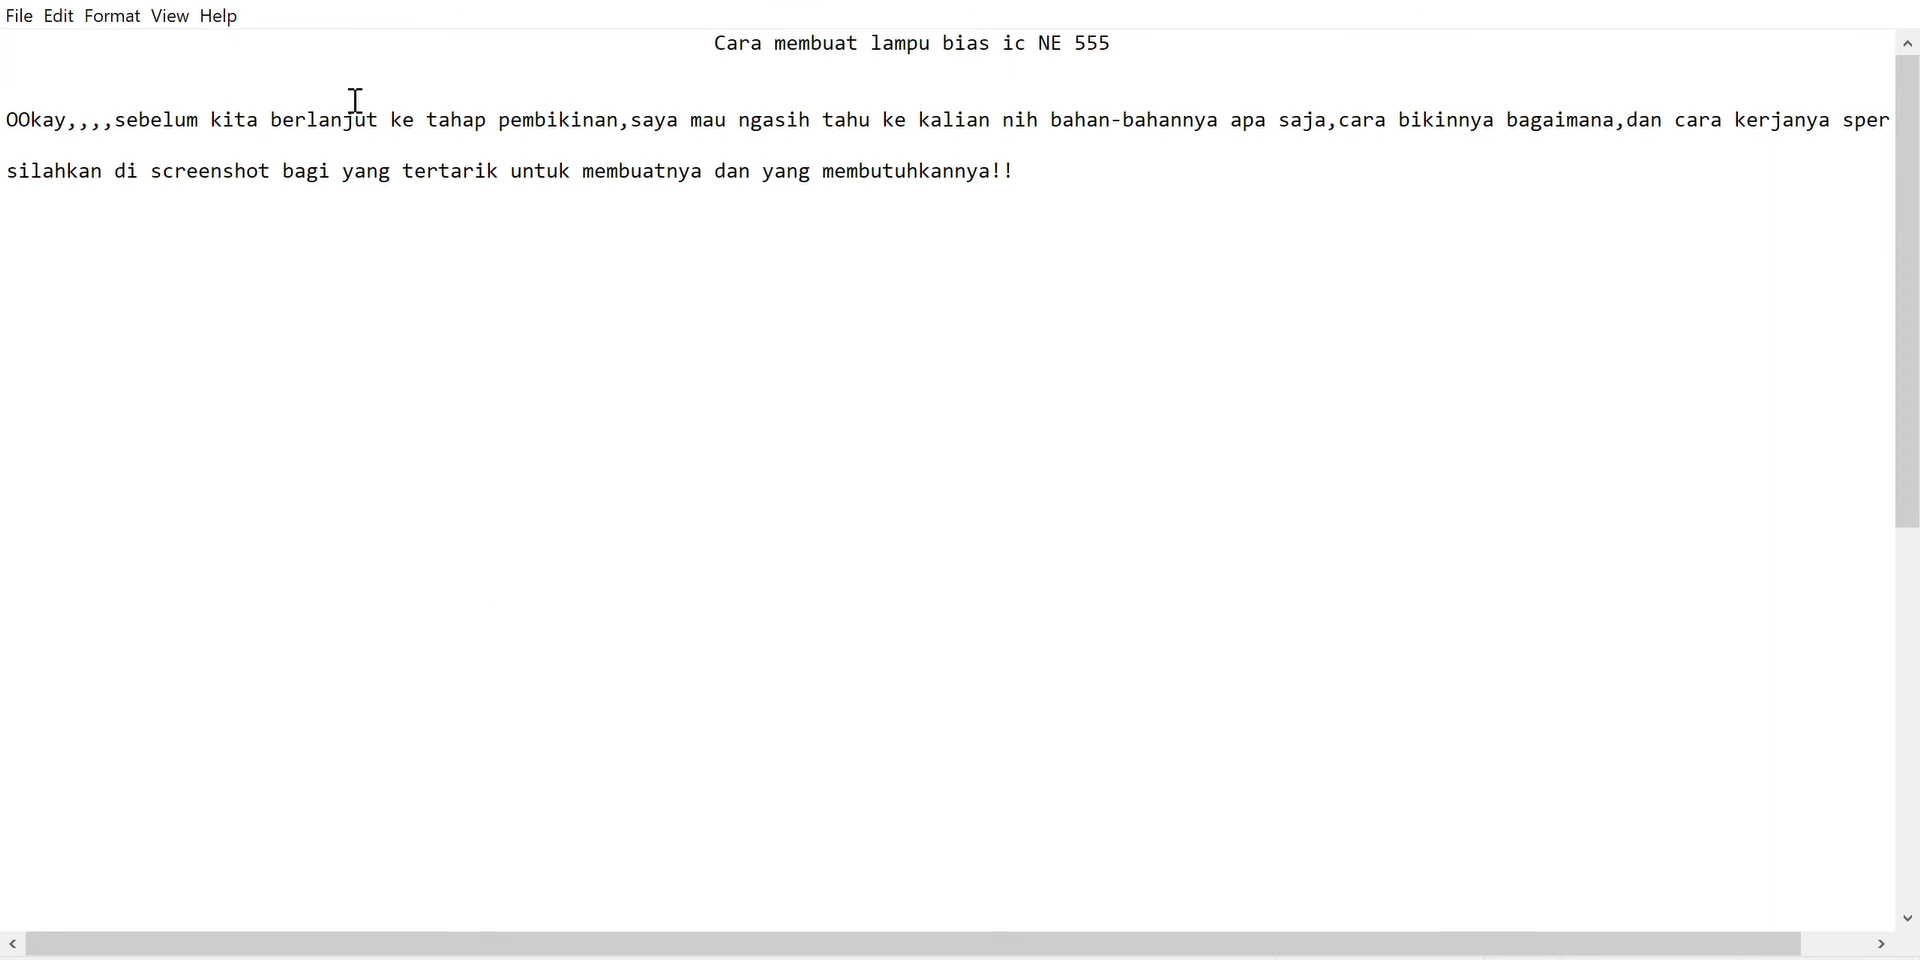 File Edit Format View Help
Cara membuat lampu bias ic NE 555
OOkay,,,,sebelum kita berlanjut ke tahap pembikinan,saya mau ngasih tahu ke kalian nih bahan-bahannya apa saja,cara bikinnya bagaimana,dan cara kerjanya sper
silahkan di screenshot bagi yang tertarik untuk membuatnya dan yang membutuhkannya!!